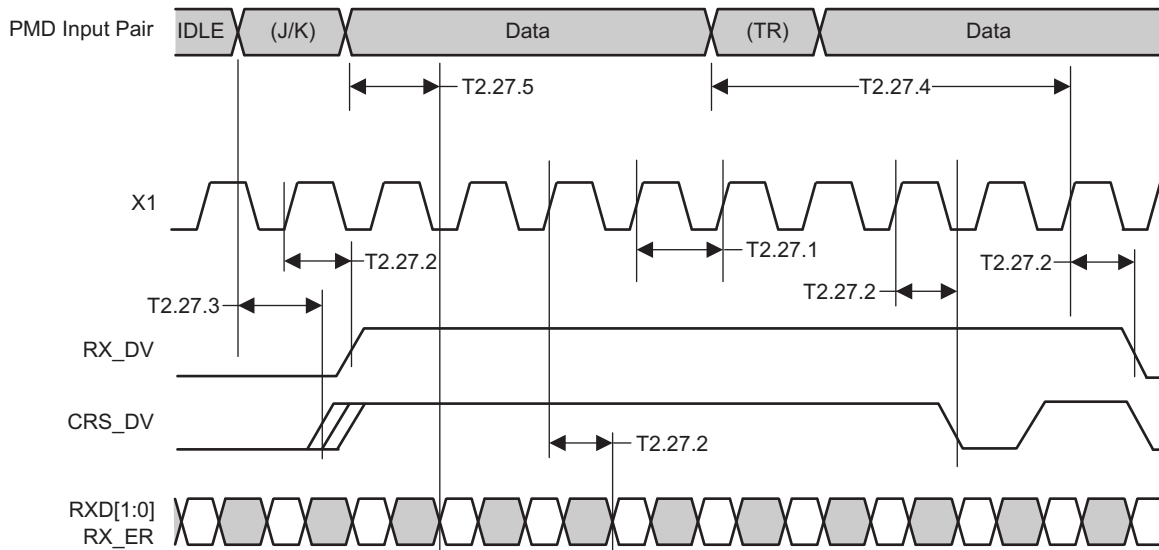 PMD Input Pair
IDLE (J/K) Data (TR) Data
T2.27.5 T2.27.4
X1
T2.27.2 T2.27.1 T2.27.2
T2.27.3 T2.27.2
RX_DV
CRS_DV
T2.27.2
RXD[1:0]
RX_ER